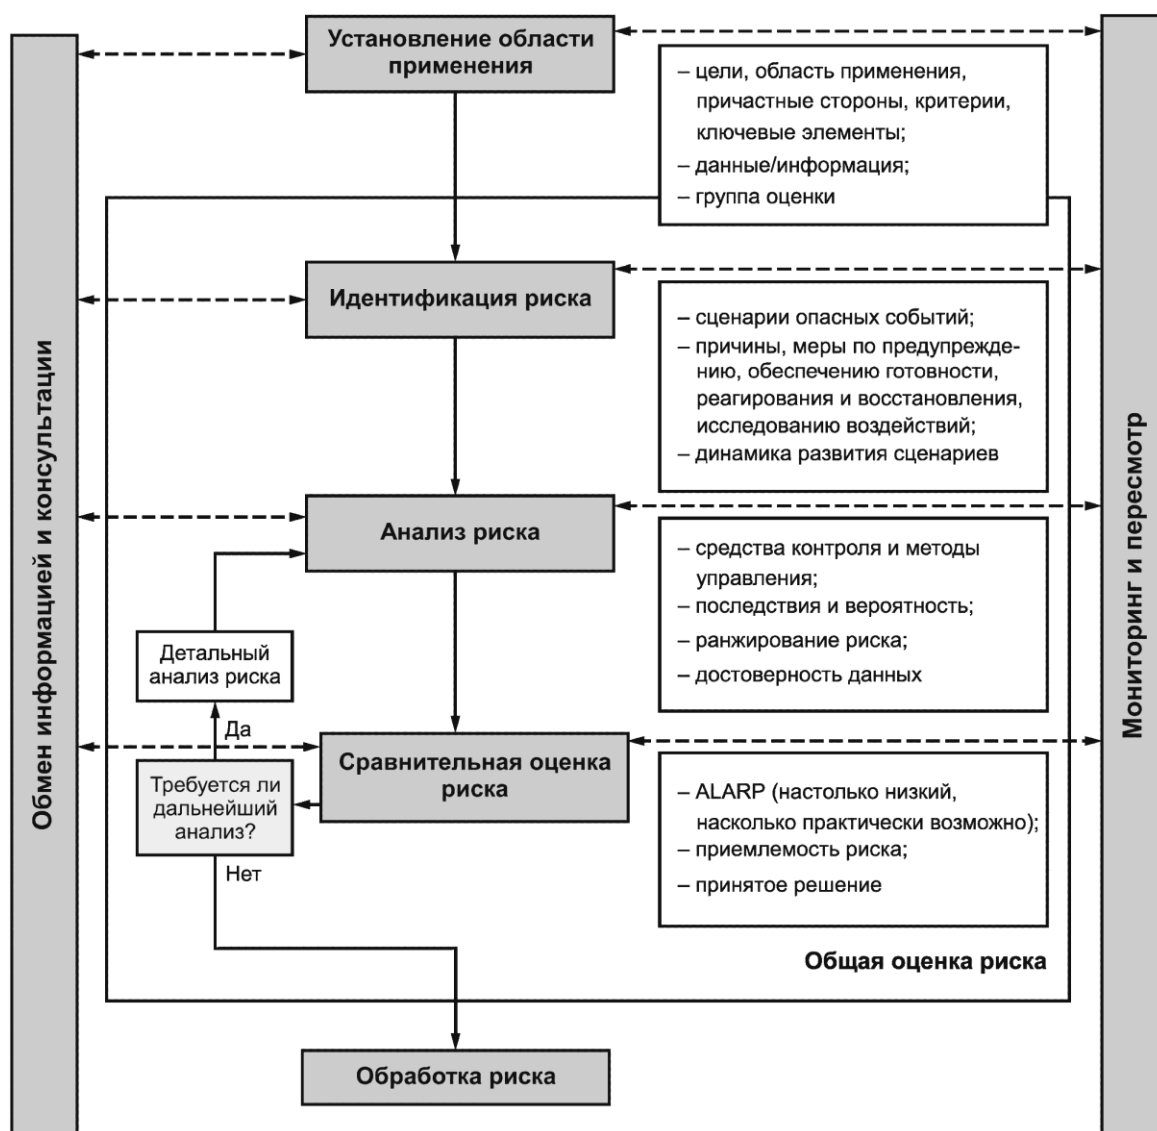 Установление области
применения
– цели, область применения,
причастные стороны, критерии,
ключевые элементы;
– данные/информация;
– группа оценки
Идентификация риска
– сценарии опасных событий;
– причины, меры по предупрежде-
нию, обеспечению готовности,
реагирования и восстановления,
исследованию воздействий;
– динамика развития сценариев
Обмен информацией и консультации
Мониторинг и пересмотр
Анализ риска
– средства контроля и методы
управления;
– последствия и вероятность;
– ранжирование риска;
– достоверность данных
Детальный
анализ риска
Да
Сравнительная оценка
риска
Требуется ли
дальнейший
анализ?
Нет
– ALARP (настолько низкий,
насколько практически возможно);
– приемлемость риска;
– принятое решение
Общая оценка риска
Обработка риска